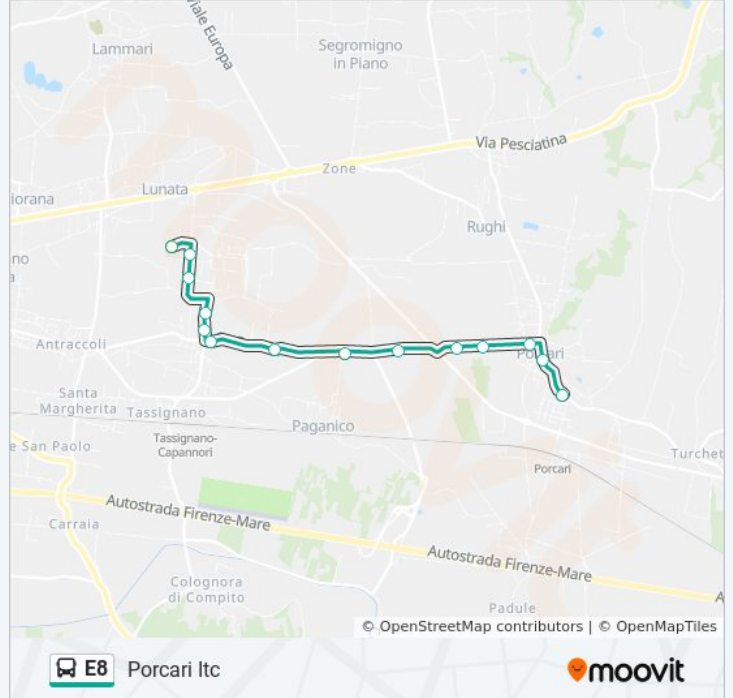 Viale Europa
Lammari
Segromigno
in Piano
Via Pesciatina
Zone
Lunata
iorana
Rughi
no
a
Antraccoli
Porcari
Santa
Margherita
Tassignano
Paganico
Tassignano-
Capannori
e San Paolo
Turchet
Porcari
Autostrada Firenze-Mare
Carraia
Autostrada Firenze-Mare
Colognora
di Compito
A
Padule
© OpenStreetMap contributors | © OpenMapTiles
E8 Porcari Itc
moovit